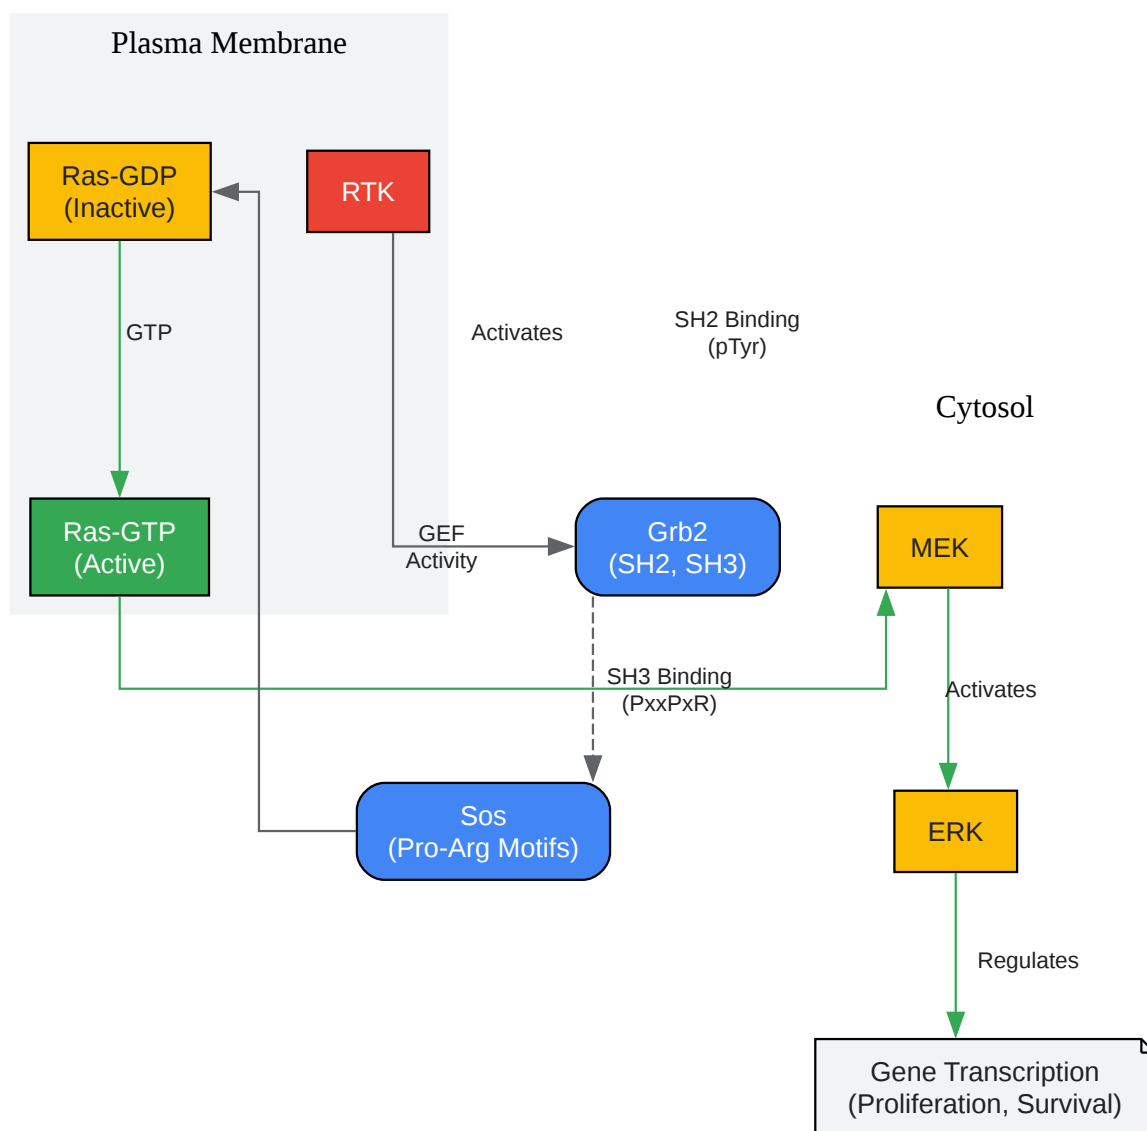 Plasma Membrane
Ras-GDP
(Inactive)
RTK
GTP
Activates
SH2 Binding
(pTyr)
Cytosol
Ras-GTP
(Active)
GEF
Activity
Grb2
(SH2, SH3)
MEK
SH3 Binding
(PxxPxR)
Activates
Sos
(Pro-Arg Motifs)
ERK
Regulates
Gene Transcription
(Proliferation, Survival)